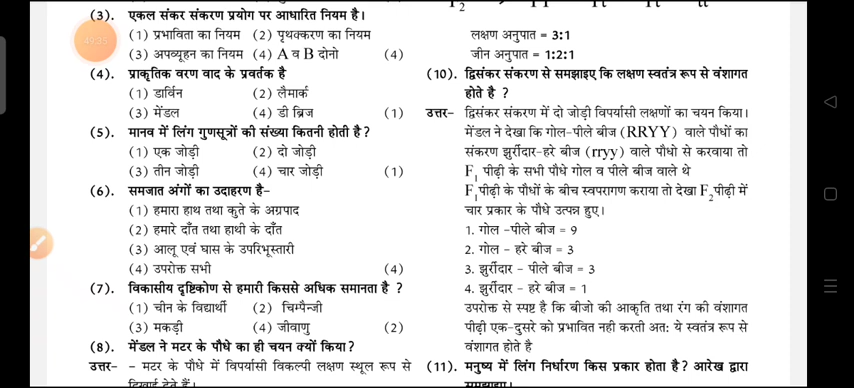 (3). एकल संकर संकरण प्रयोग पर आधारित नियम है।
(1) प्रभाविता का नियम (2) पृथक्करण का नियम
(3) अपव्यूहन का नियम (4) A व B दोनो (4)
(4). प्राकृतिक वरण वाद के प्रवर्तक है
(1) डार्विन (2) लैमार्क
(3) मेंडल (4) डी ब्रिज (1)
(5). मानव में लिंग गुणसूत्रों की संख्या कितनी होती है?
(1) एक जोड़ी (2) दो जोड़ी
(3) तीन जोड़ी (4) चार जोड़ी (1)
(6). समजात अंगों का उदाहरण है-
(1) हमारा हाथ तथा कुते के अग्रपाद
(2) हमारे दाँत तथा हाथी के दाँत
(3) आलू एवं घास के उपरिभूस्तारी
(4) उपरोक्त सभी (4)
(7). विकासीय दृष्टिकोण से हमारी किससे अधिक समानता है ?
(1) चीन के विद्यार्थी (2) चिम्पैन्जी
(3) मकड़ी (4) जीवाणु (2)
(8). मेंडल ने मटर के पौधे का ही चयन क्यों किया?
उत्तर- - मटर के पौधे में विपर्यासी विकल्पी लक्षण स्थूल रूप से
दिखाई देते हैं।
लक्षण अनुपात = 3:1
जीन अनुपात = 1:2:1
(10). द्विसंकर संकरण से समझाइए कि लक्षण स्वतंत्र रूप से वंशागत
होते है ?
उत्तर- द्विसंकर संकरण में दो जोड़ी विपर्यासी लक्षणों का चयन किया।
मेंडल ने देखा कि गोल-पीले बीज (RRYY) वाले पौधों का
संकरण झुर्रीदार-हरे बीज (rryy) वाले पौधो से करवाया तो
F1 पीढ़ी के सभी पौधे गोल व पीले बीज वाले थे
F1पीढ़ी के पौधों के बीच स्वपरागण कराया तो देखा F2पीढ़ी में
चार प्रकार के पौधे उत्पन्न हुए।
1. गोल -पीले बीज = 9
2. गोल - हरे बीज = 3
3. झुर्रीदार - पीले बीज = 3
4. झुर्रीदार - हरे बीज = 1
उपरोक्त से स्पष्ट है कि बीजो की आकृति तथा रंग की वंशागत
पीढ़ी एक-दुसरे को प्रभावित नही करती अत: ये स्वतंत्र रूप से
वंशागत होते है
(11). मनुष्य में लिंग निर्धारण किस प्रकार होता है? आरेख द्वारा
समझाइए।